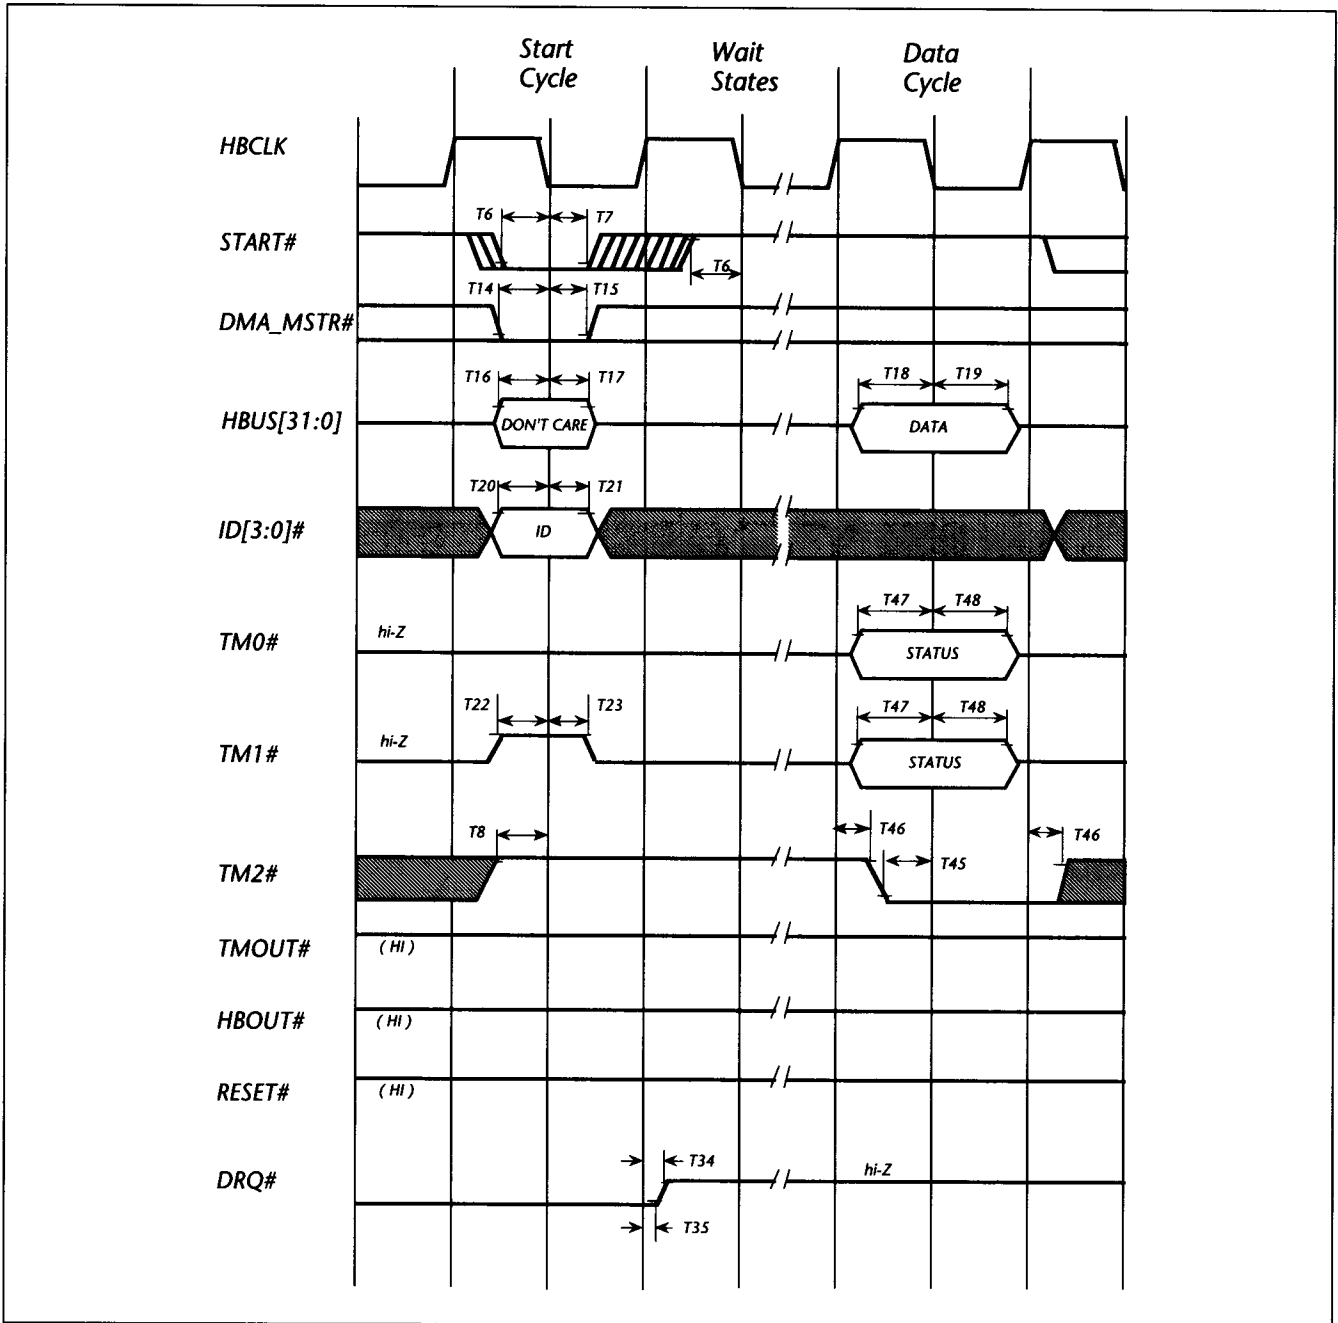 Start Cycle
Wait States
Data Cycle
HBCLK
T6 T7
START#
T6
T14 T15
DMA_MSTR#
T16 T17 T18 T19
HBUS[31:0] DON'T CARE DATA
T20 T21
ID[3:0]# ID
T47 T48
TM0# hi-Z STATUS
T22 T23 T47 T48
TM1# hi-Z STATUS
T8 T46 T46
T45
TM2#
TMOUT# ( HI )
HBOUT# ( HI )
RESET# ( HI )
T34
DRQ# hi-Z
T35